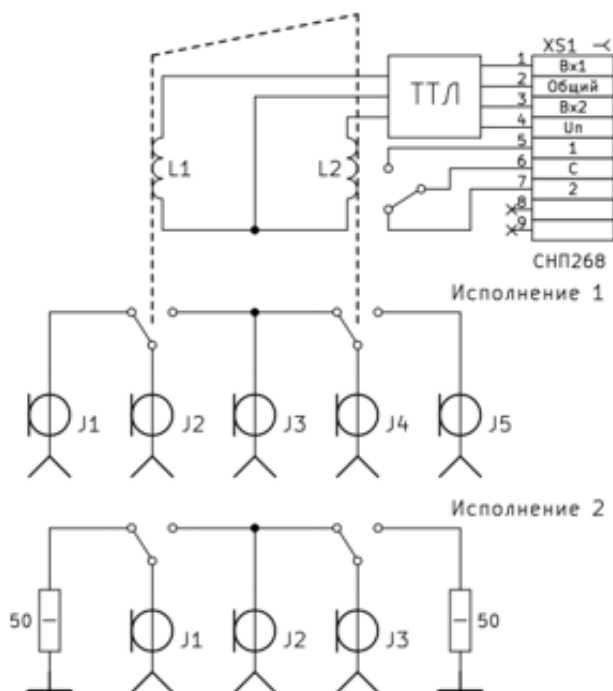 XS1
1 Вх1
2 Общий
3 Вх2
4 Uп
5 1
6 С
7 2
8
9
ТТЛ
L1 L2
СНП268
Исполнение 1
J1 J2 J3 J4 J5
Исполнение 2
50 J1 J2 J3 50